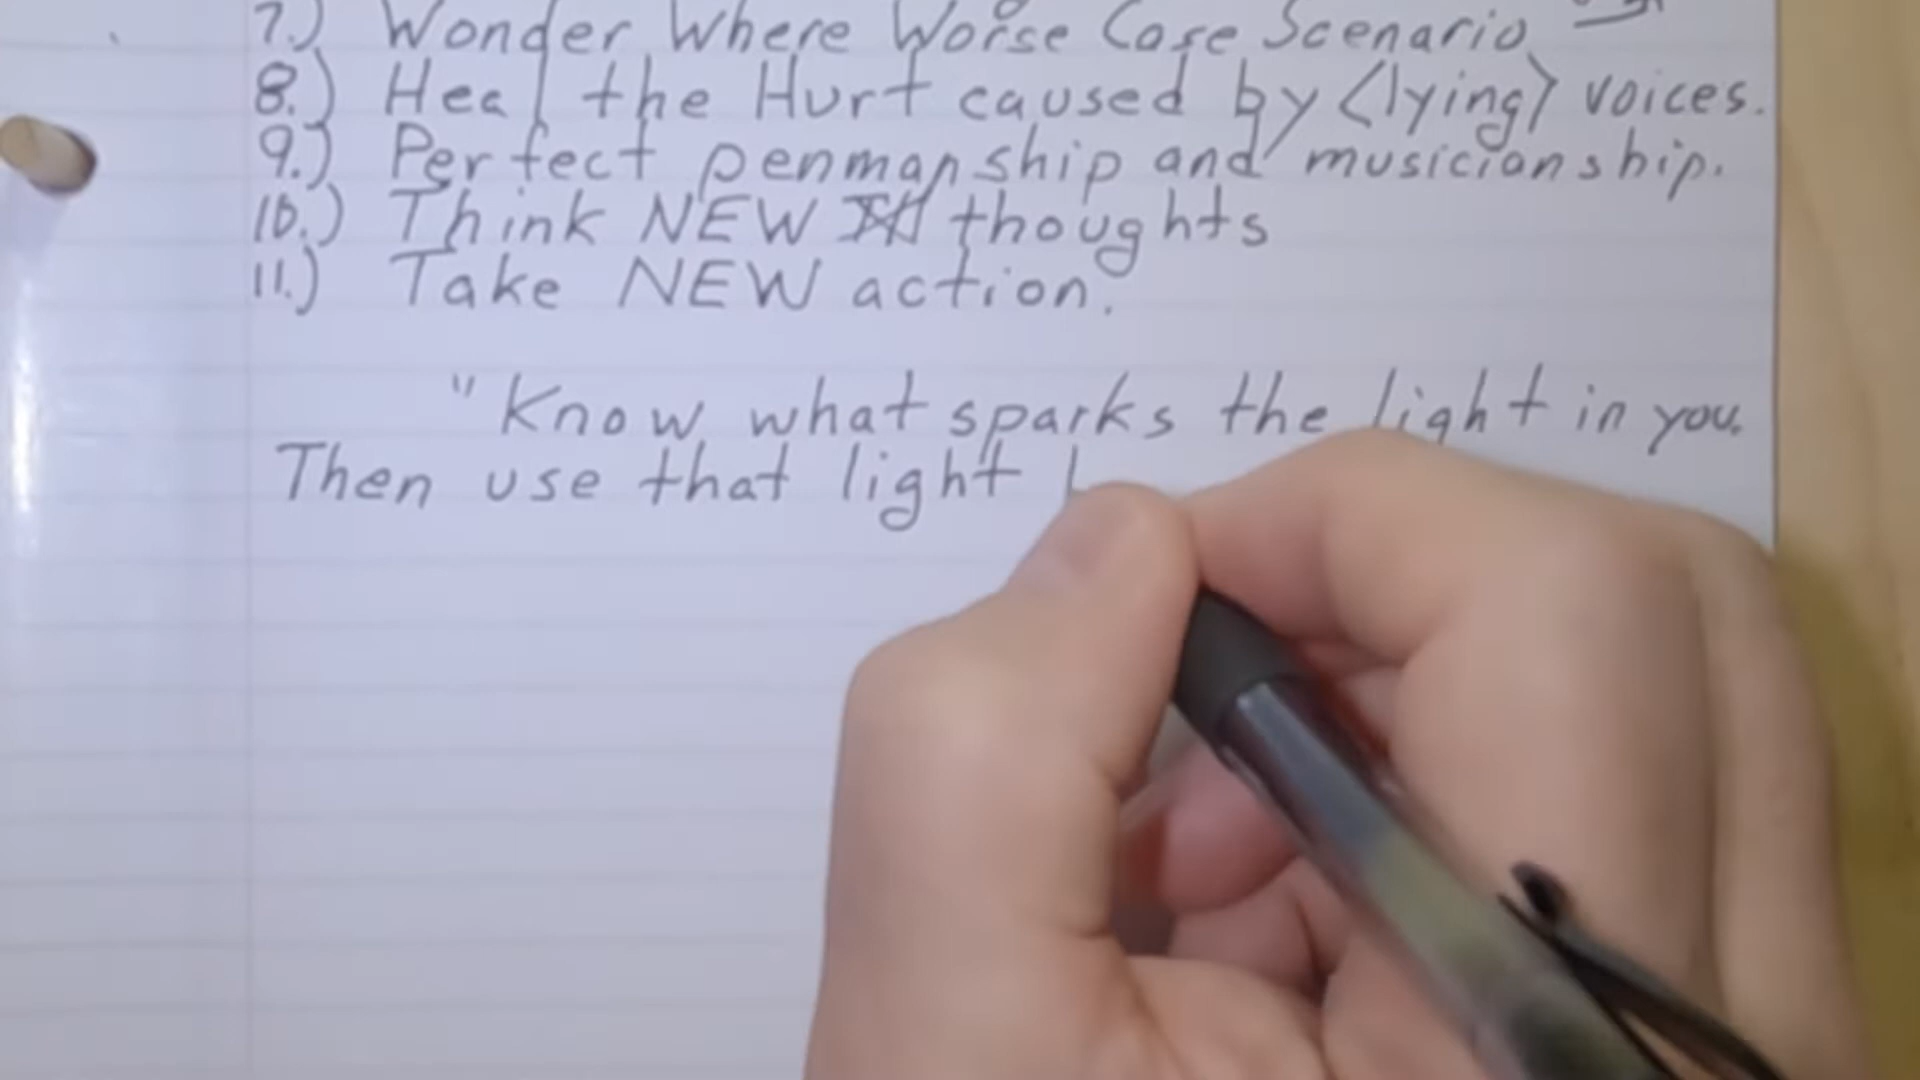 7.) Wonder Where Worse Case Scenario
8.) Heal the Hurt caused by <lying> voices.
9.) Perfect penmanship and musicianship.
10.) Think NEW thoughts
11.) Take NEW action.
"Know what sparks the light in you.
Then use that light